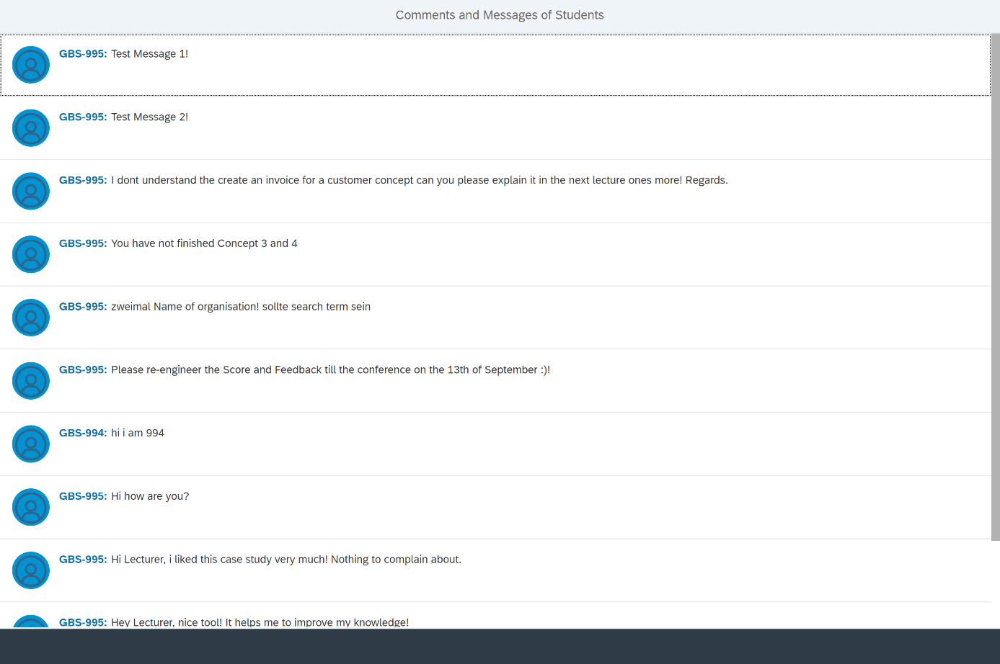 Comments and Messages of Students
GBS-995: Test Message 1!
GBS-995: Test Message 2!
GBS-995: I dont understand the create an invoice for a customer concept can you please explain it in the next lecture ones more! Regards.
GBS-995: You have not finished Concept 3 and 4
GBS-995: zweimal Name of organisation! sollte search term sein
GBS-995: Please re-engineer the Score and Feedback till the conference on the 13th of September :)!
GBS-994: hi i am 994
GBS-995: Hi how are you?
GBS-995: Hi Lecturer, i liked this case study very much! Nothing to complain about.
GBS-995: Hey Lecturer, nice tool! It helps me to improve my knowledge!